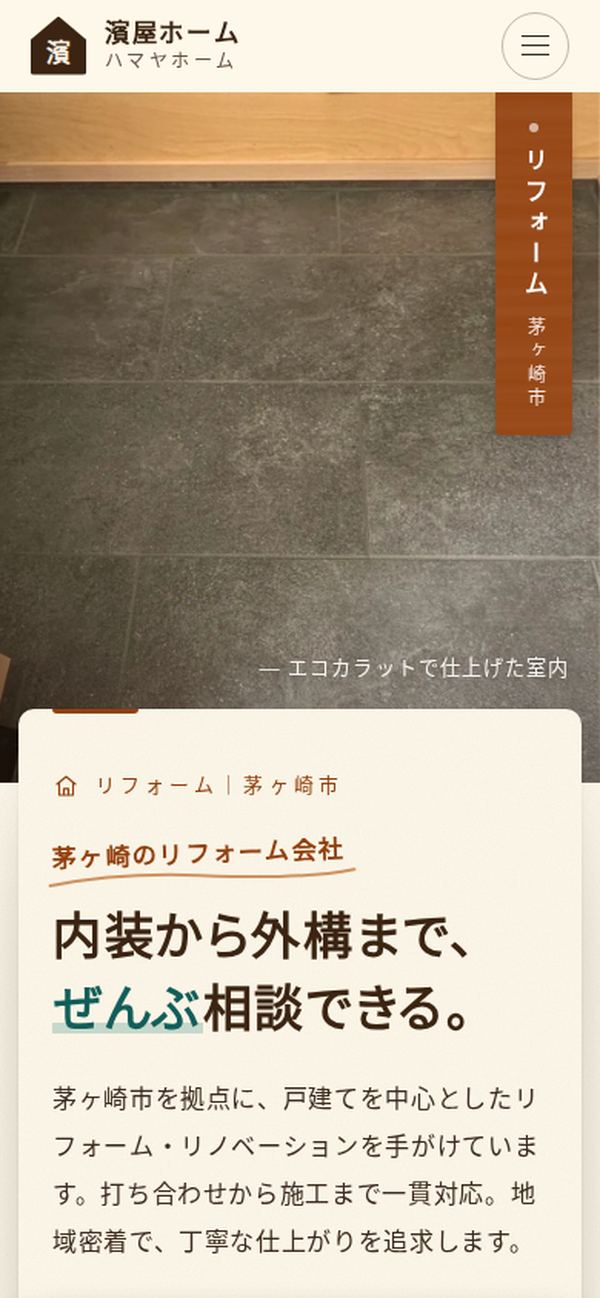 濱
濱屋ホーム
ハマヤホーム
リフォーム 茅ヶ崎市
— エコカラットで仕上げた室内
リフォーム｜茅ヶ崎市
茅ヶ崎のリフォーム会社
内装から外構まで、
ぜんぶ相談できる。
茅ヶ崎市を拠点に、戸建てを中心としたリ
フォーム・リノベーションを手がけていま
す。打ち合わせから施工まで一貫対応。地
域密着で、丁寧な仕上がりを追求します。